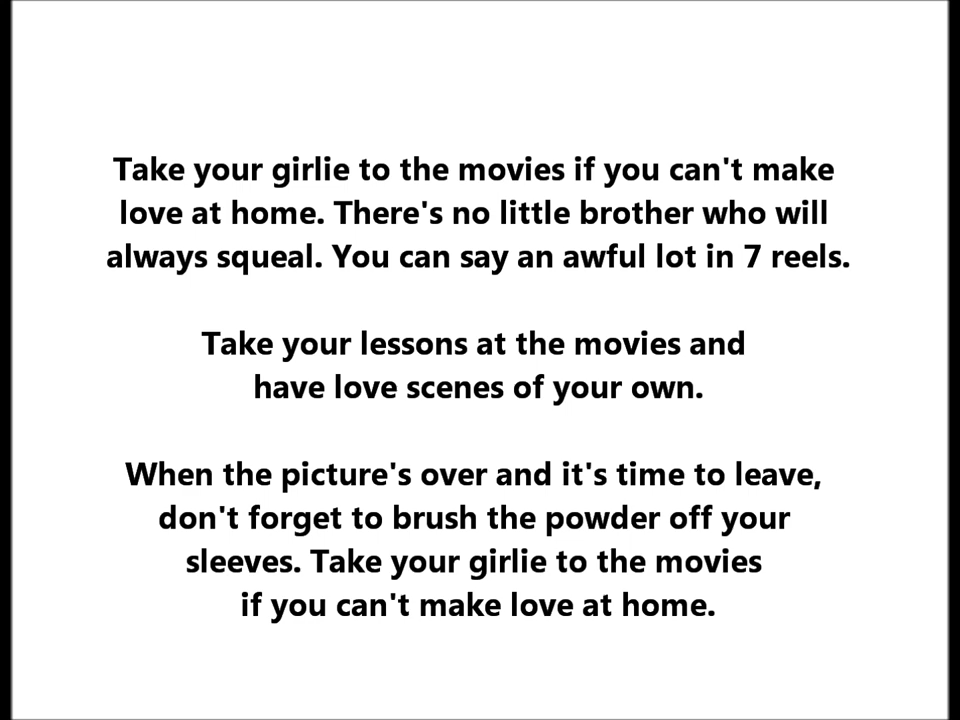 Take your girlie to the movies if you can't make
love at home. There's no little brother who will
always squeal. You can say an awful lot in 7 reels.
Take your lessons at the movies and
have love scenes of your own.
When the picture's over and it's time to leave,
don't forget to brush the powder off your
sleeves. Take your girlie to the movies
if you can't make love at home.